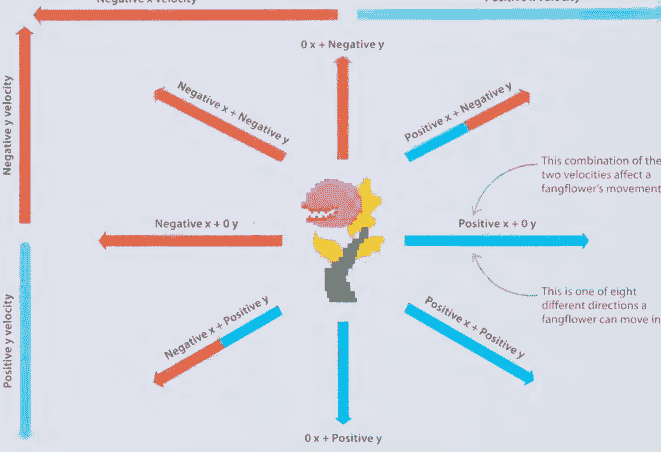 Negative x velocity
Positive x velocity
0 x + Negative y
Negative y velocity
Negative x + Negative y
Positive x + Negative y
This combination of the
two velocities affect a
fangflower's movement
Negative x + 0 y
Positive x + 0 y
This is one of eight
different directions a
fangflower can move in
Positive y velocity
Negative x + Positive y
Positive x + Positive y
0 x + Positive y